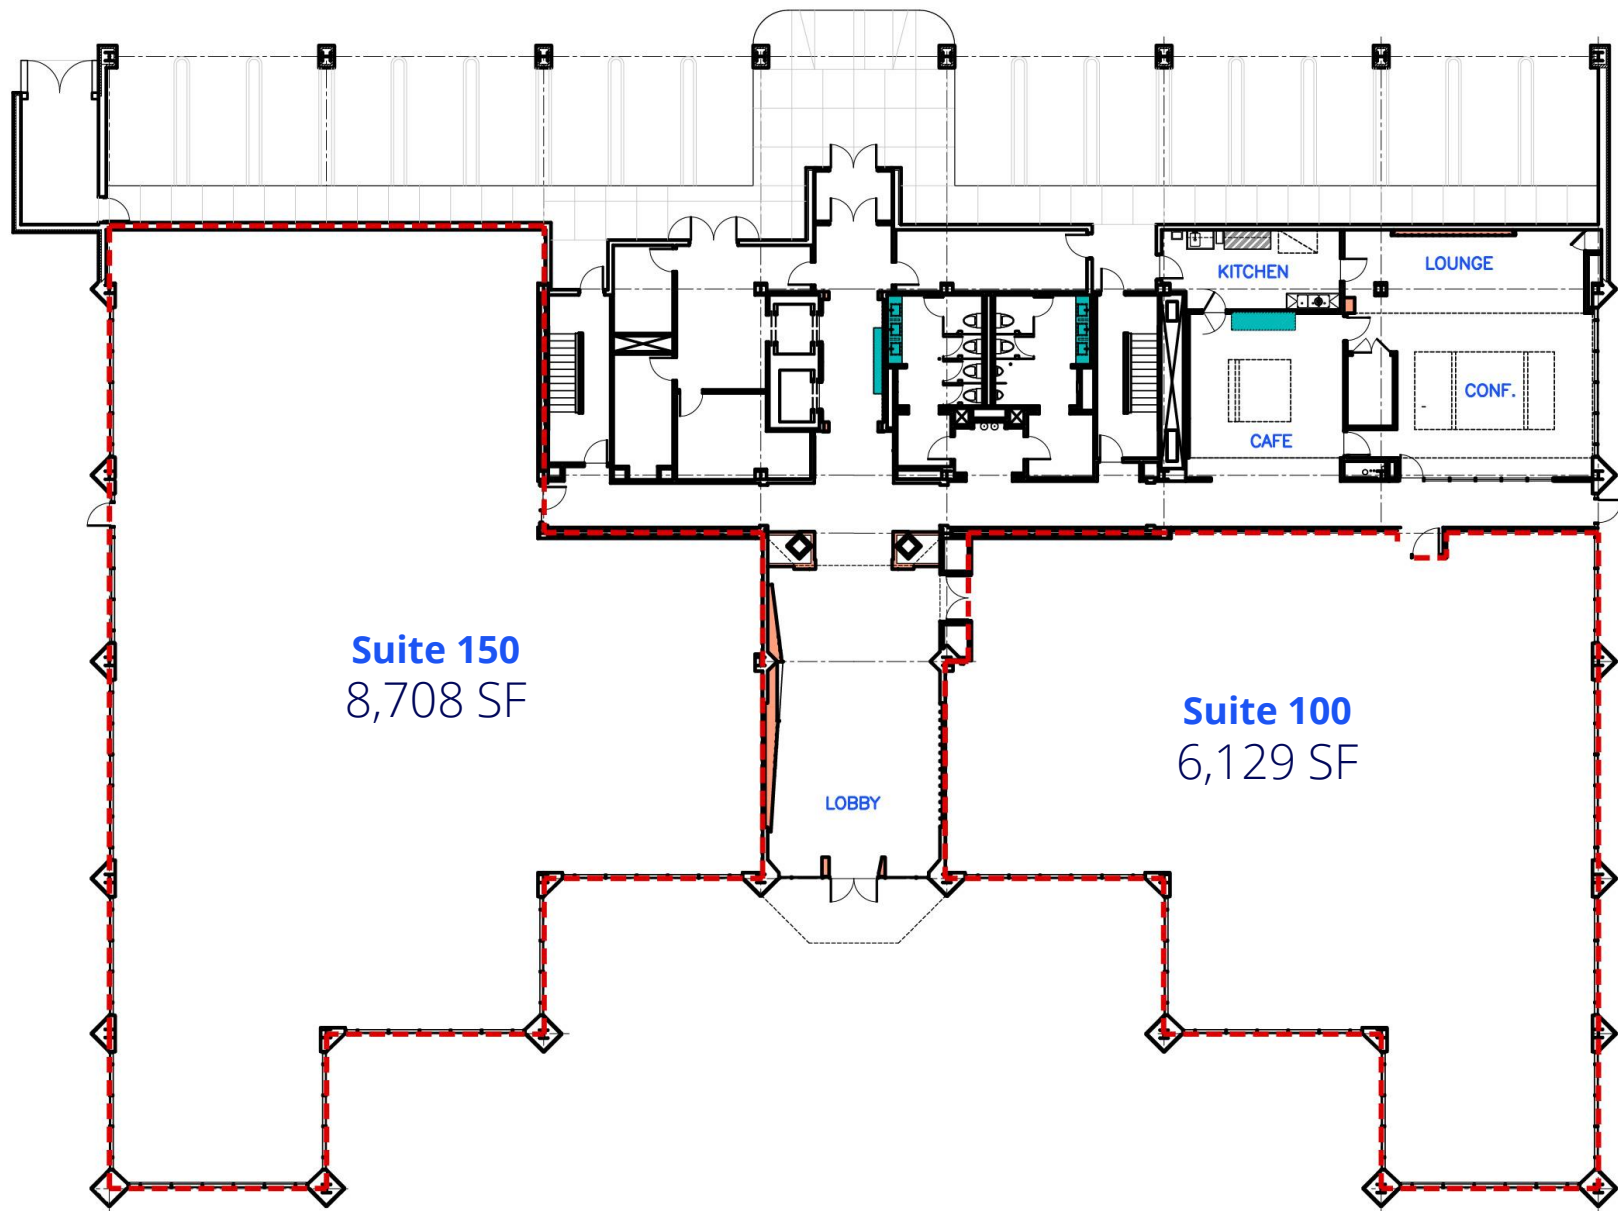 KITCHEN
LOUNGE
CONF.
CAFE
Suite 150
8,708 SF
Suite 100
6,129 SF
LOBBY